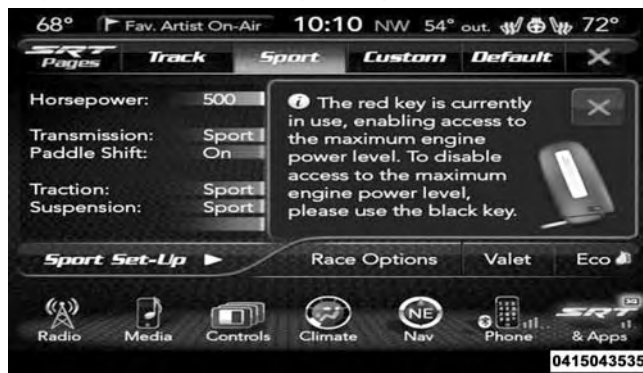 68° Fav. Artist On-Air 10:10 NW 54° out. 72°
SRT Pages Track Sport Custom Default
Horsepower: 500
Transmission: Sport
Paddle Shift: On
Traction: Sport
Suspension: Sport
The red key is currently
in use, enabling access to
the maximum engine
power level. To disable
access to the maximum
engine power level,
please use the black key.
Sport Set-Up Race Options Valet Eco
NE 3G SRT
Radio Media Controls Climate Nav Phone & Apps
0415043535